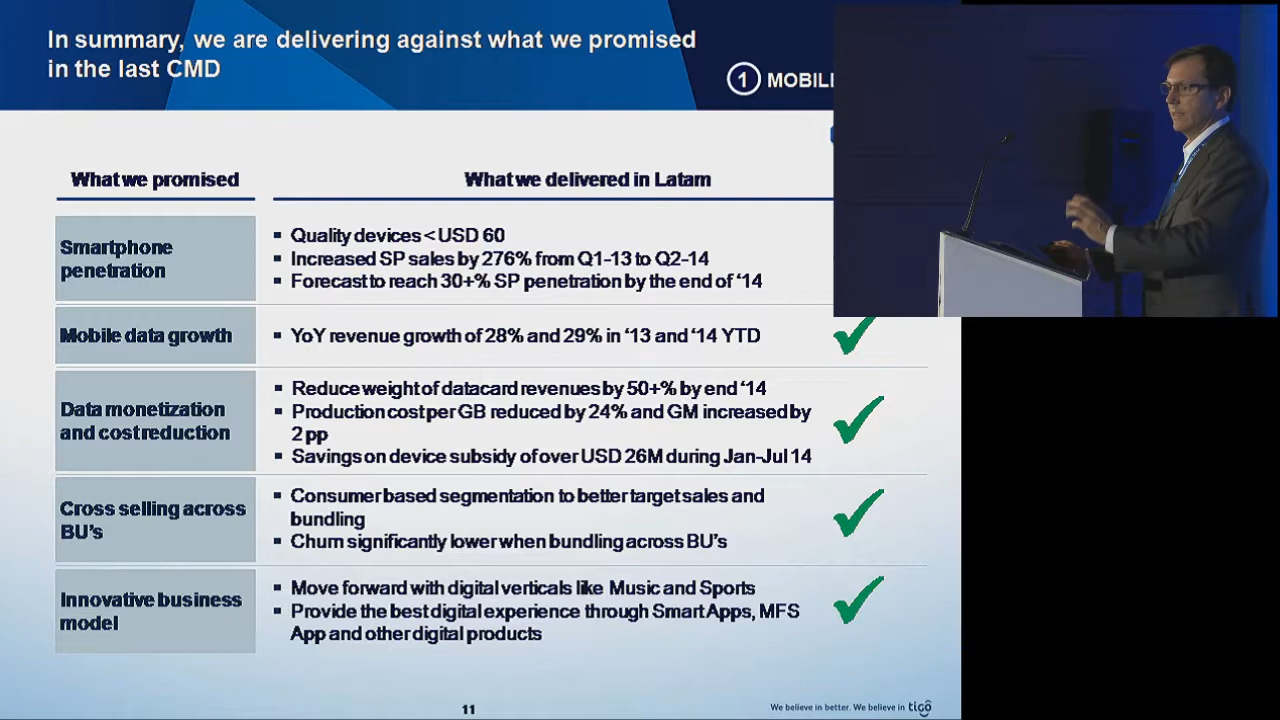 In summary, we are delivering against what we promised
in the last CMD
1 MOBIL
What we promised
What we delivered in Latam
Smartphone
penetration
▪ Quality devices < USD 60
▪ Increased SP sales by 276% from Q1-13 to Q2-14
▪ Forecast to reach 30+% SP penetration by the end of ‘14
Mobile data growth
▪ YoY revenue growth of 28% and 29% in ‘13 and ‘14 YTD
Data monetization
and cost reduction
▪ Reduce weight of datacard revenues by 50+% by end ‘14
▪ Production cost per GB reduced by 24% and GM increased by
2 pp
▪ Savings on device subsidy of over USD 26M during Jan-Jul 14
Cross selling across
BU’s
▪ Consumer based segmentation to better target sales and
bundling
▪ Churn significantly lower when bundling across BU’s
Innovative business
model
▪ Move forward with digital verticals like Music and Sports
▪ Provide the best digital experience through Smart Apps, MFS
App and other digital products
11
We believe in better. We believe in tigo